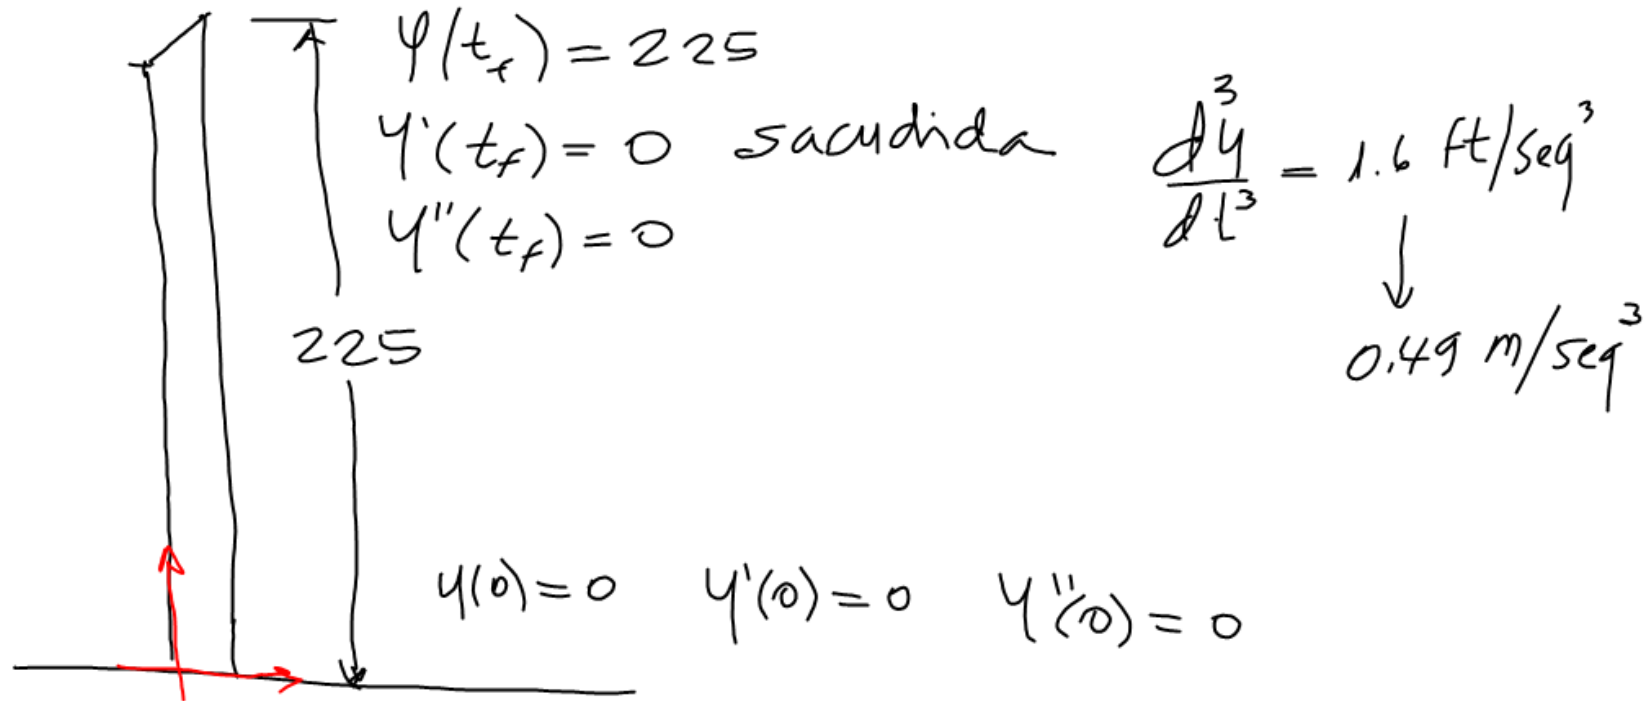 y(t_f) = 225
y'(t_f) = 0 sacudida
y''(t_f) = 0
d³y/dt³ = 1.6 ft/seg³
0.49 m/seg³
225
y(0) = 0 y'(0) = 0 y''(0) = 0